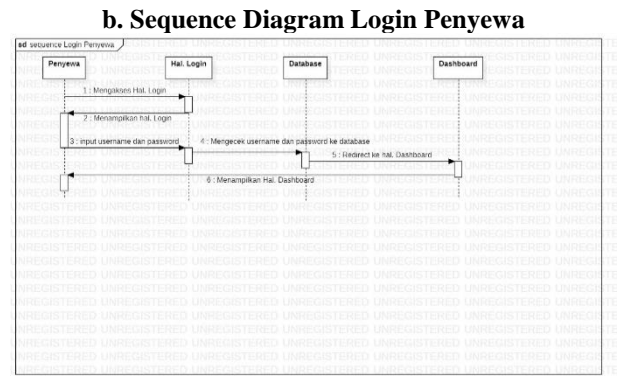 b. Sequence Diagram Login Penyewa
sd sequence Login Penyewa
Penyewa
Hal. Login
Database
Dashboard
1 : Mengakses Hal. Login
2 : Menampilkan hal. Login
3 : input username dan password
4 : Mengecek username dan password ke database
5 : Redirect ke hal. Dashboard
6 : Menampilkan Hal. Dashboard